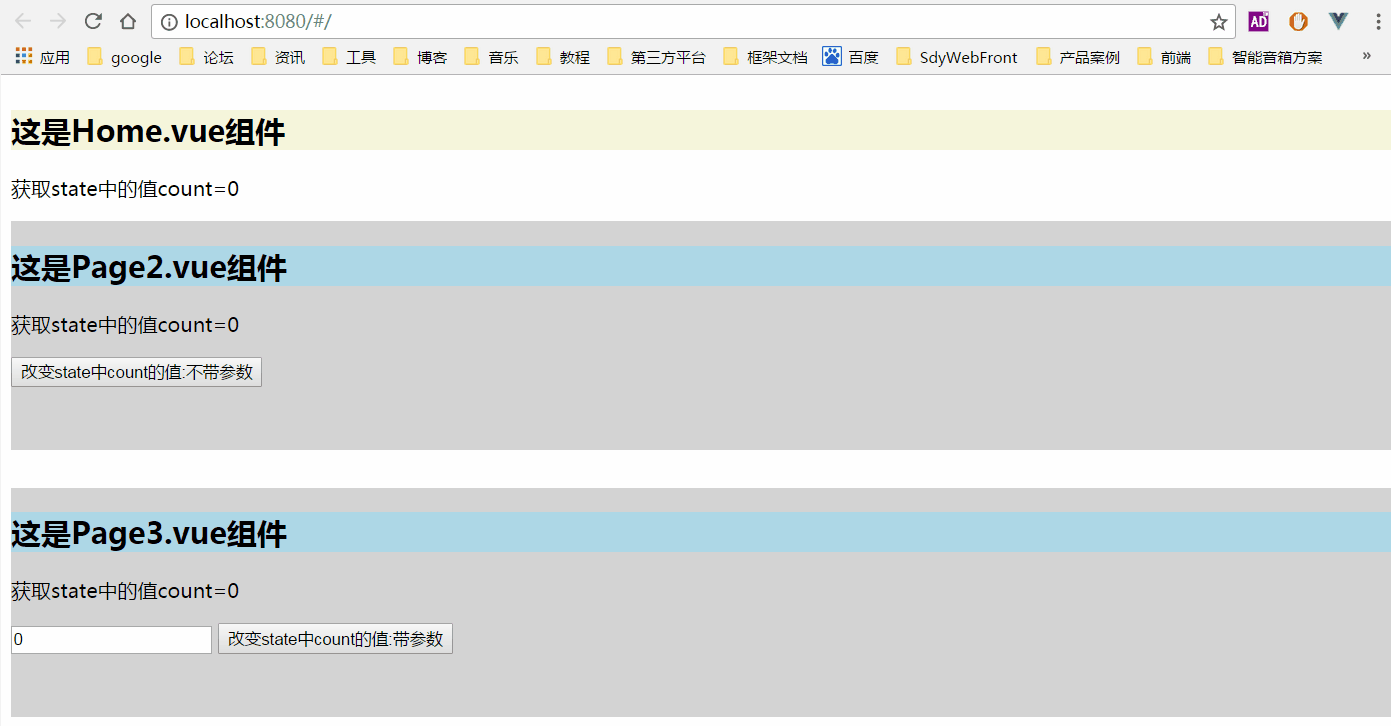 localhost:8080/#/
AD
应用 google 论坛 资讯 工具 博客 音乐 教程 第三方平台 框架文档 百度 SdyWebFront 产品案例 前端 智能音箱方案 »
这是Home.vue组件
获取state中的值count=0
这是Page2.vue组件
获取state中的值count=0
改变state中count的值:不带参数
这是Page3.vue组件
获取state中的值count=0
0 改变state中count的值:带参数